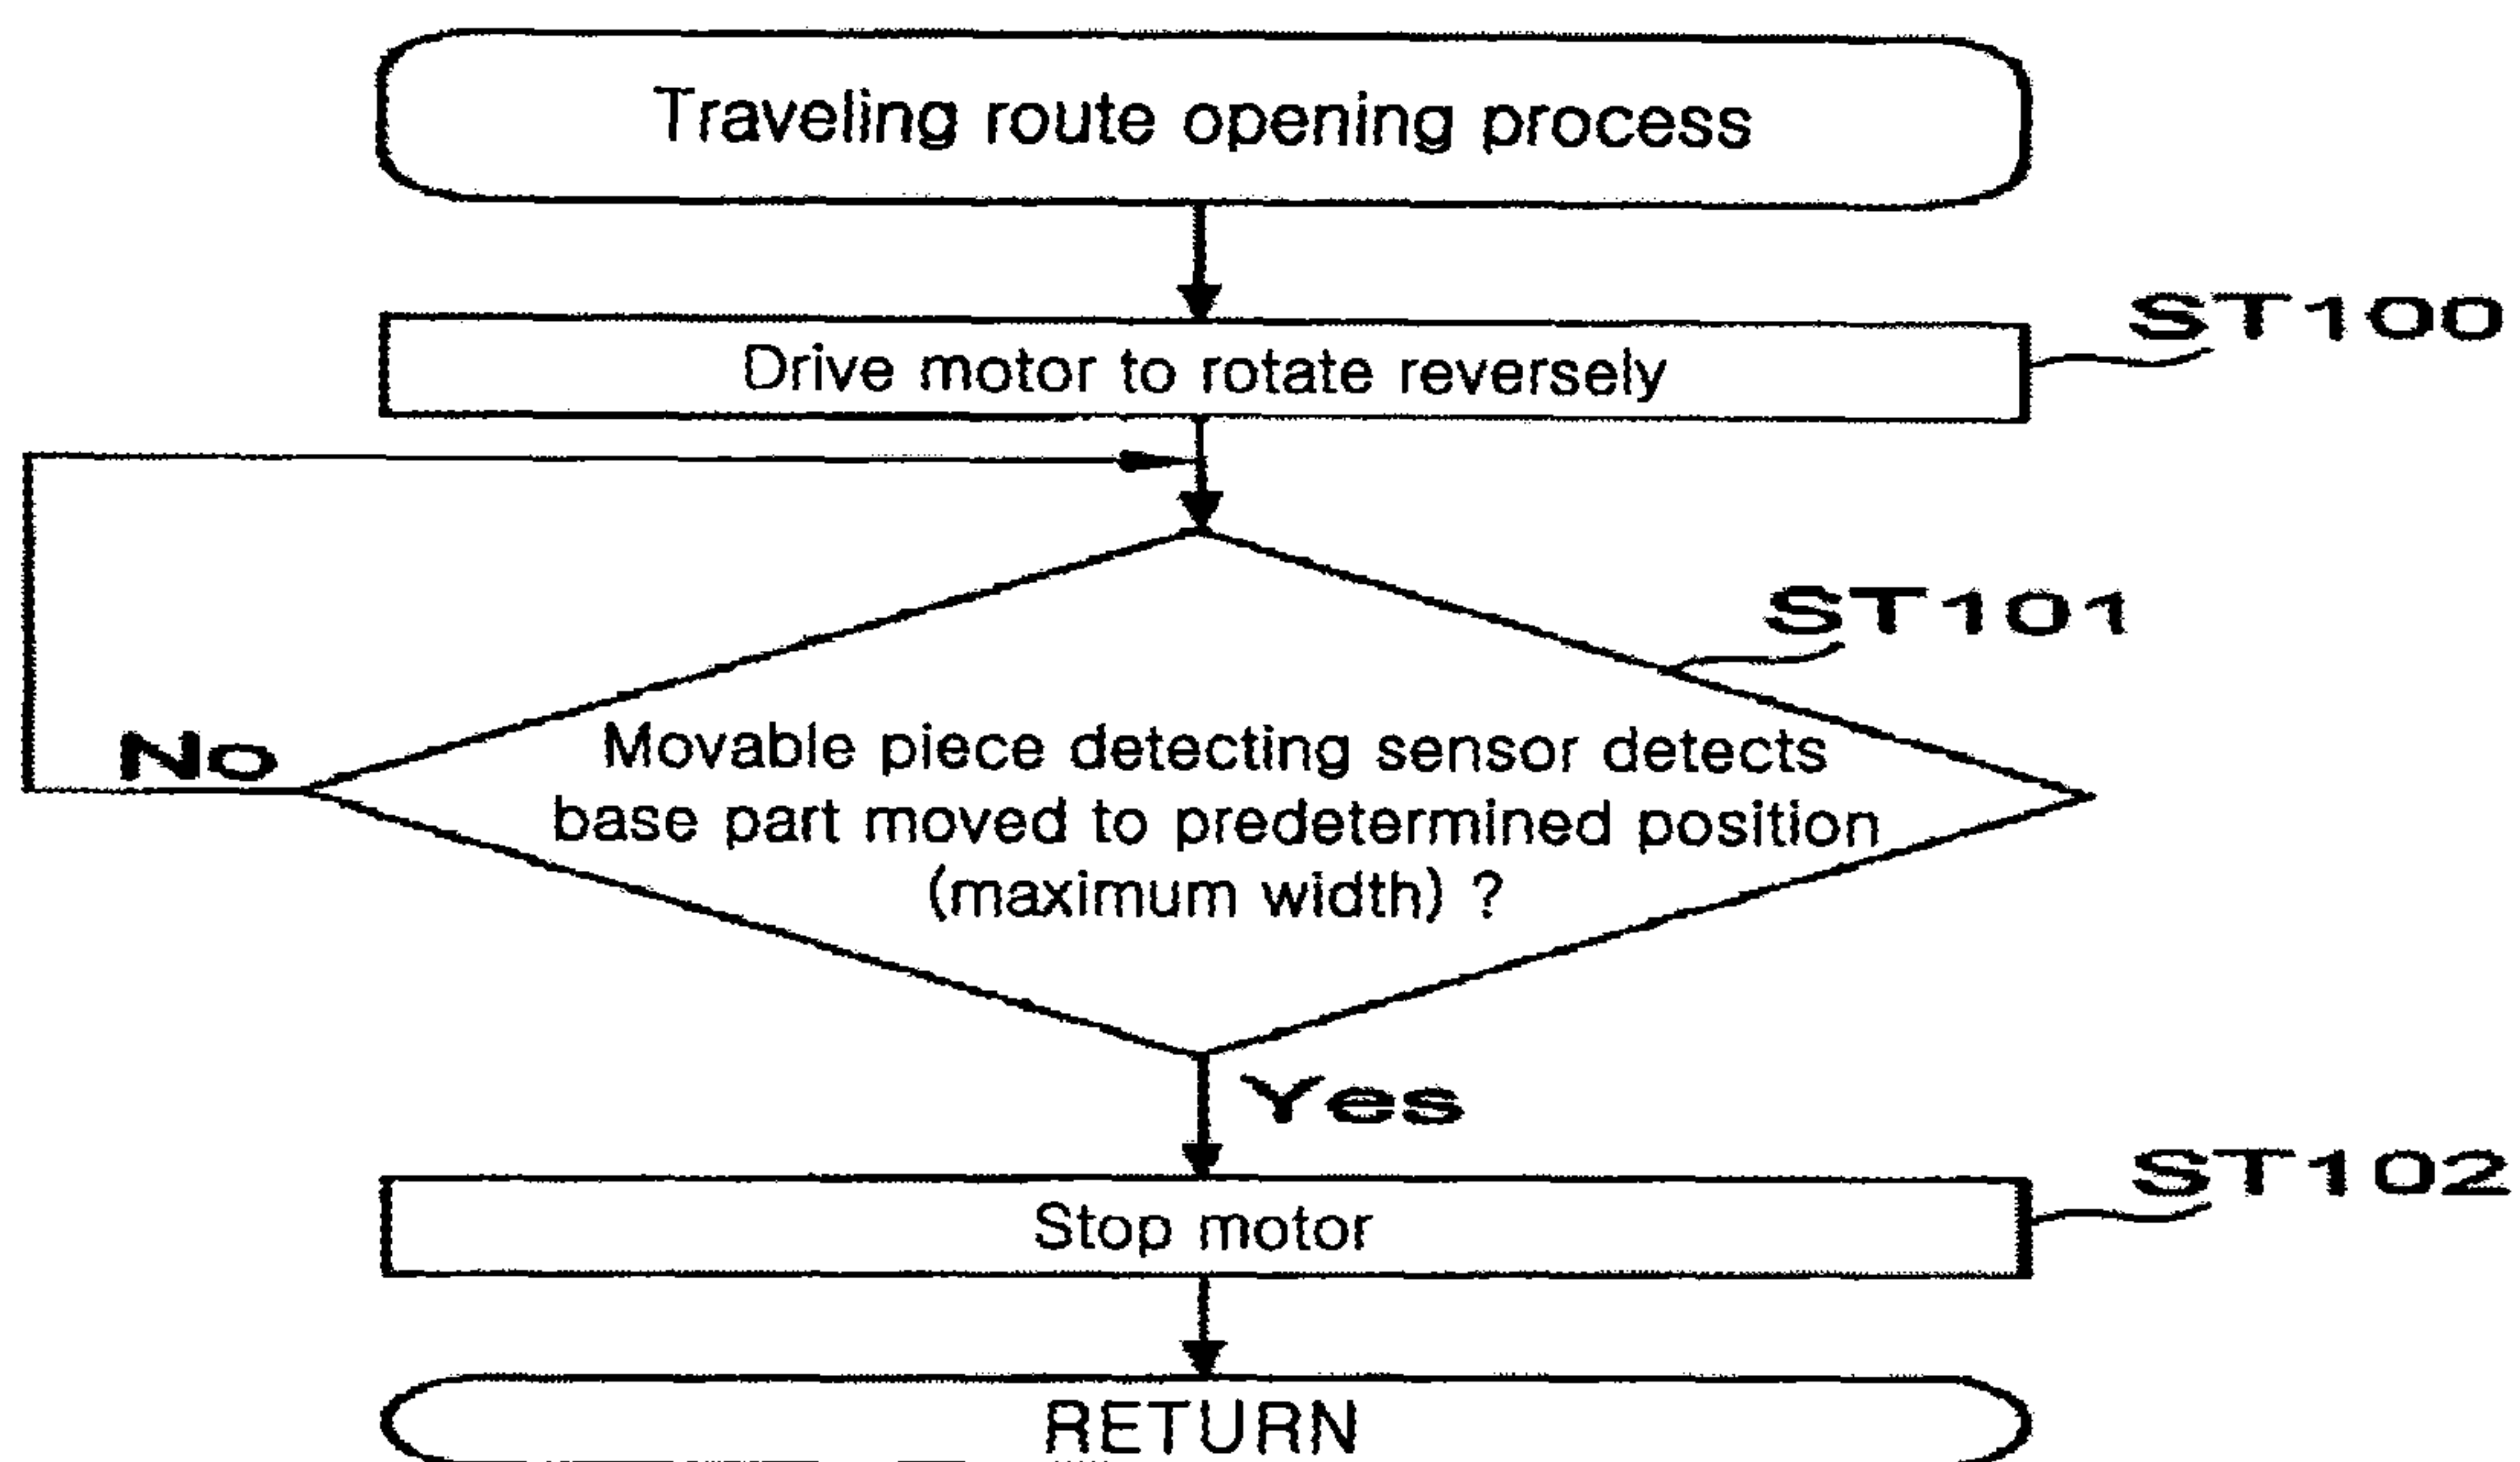 Traveling route opening process
ST100
Drive motor to rotate reversely
ST101
No
Movable piece detecting sensor detects
base part moved to predetermined position
(maximum width) ?
Yes
ST102
Stop motor
RETURN